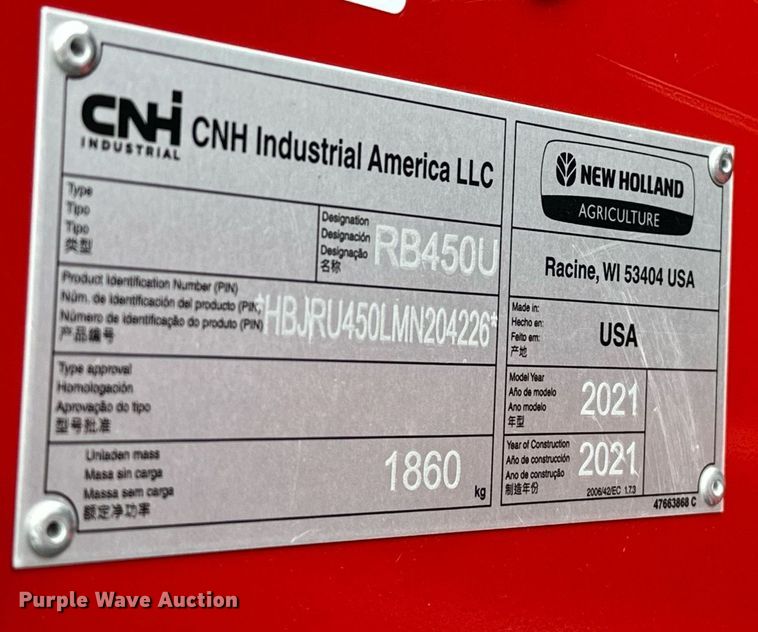 CNH
INDUSTRIAL
CNH Industrial America LLC
Type
Tipo
Tipo
类型
Designation
Designación
Designação
名称
RB450U
Product Identification Number (PIN)
Núm. de identificación del producto (PIN)
Número de identificação do produto (PIN)
产品编号
*HBJRU450LMN204226*
Type approval
Homologación
Aprovação do tipo
型号批准
Unladen mass
Masa sin carga
Massa sem carga
额定净功率
1860
kg
NEW HOLLAND
AGRICULTURE
Racine, WI 53404 USA
Made in:
Hecho en:
Feito em:
产地
USA
Model Year
Año de modelo
Ano modelo
年型
2021
Year of Construction
Año de construcción
Ano de construção
制造年份
2021
2006/42/EC 1.7.3
47663868 C
Purple Wave Auction